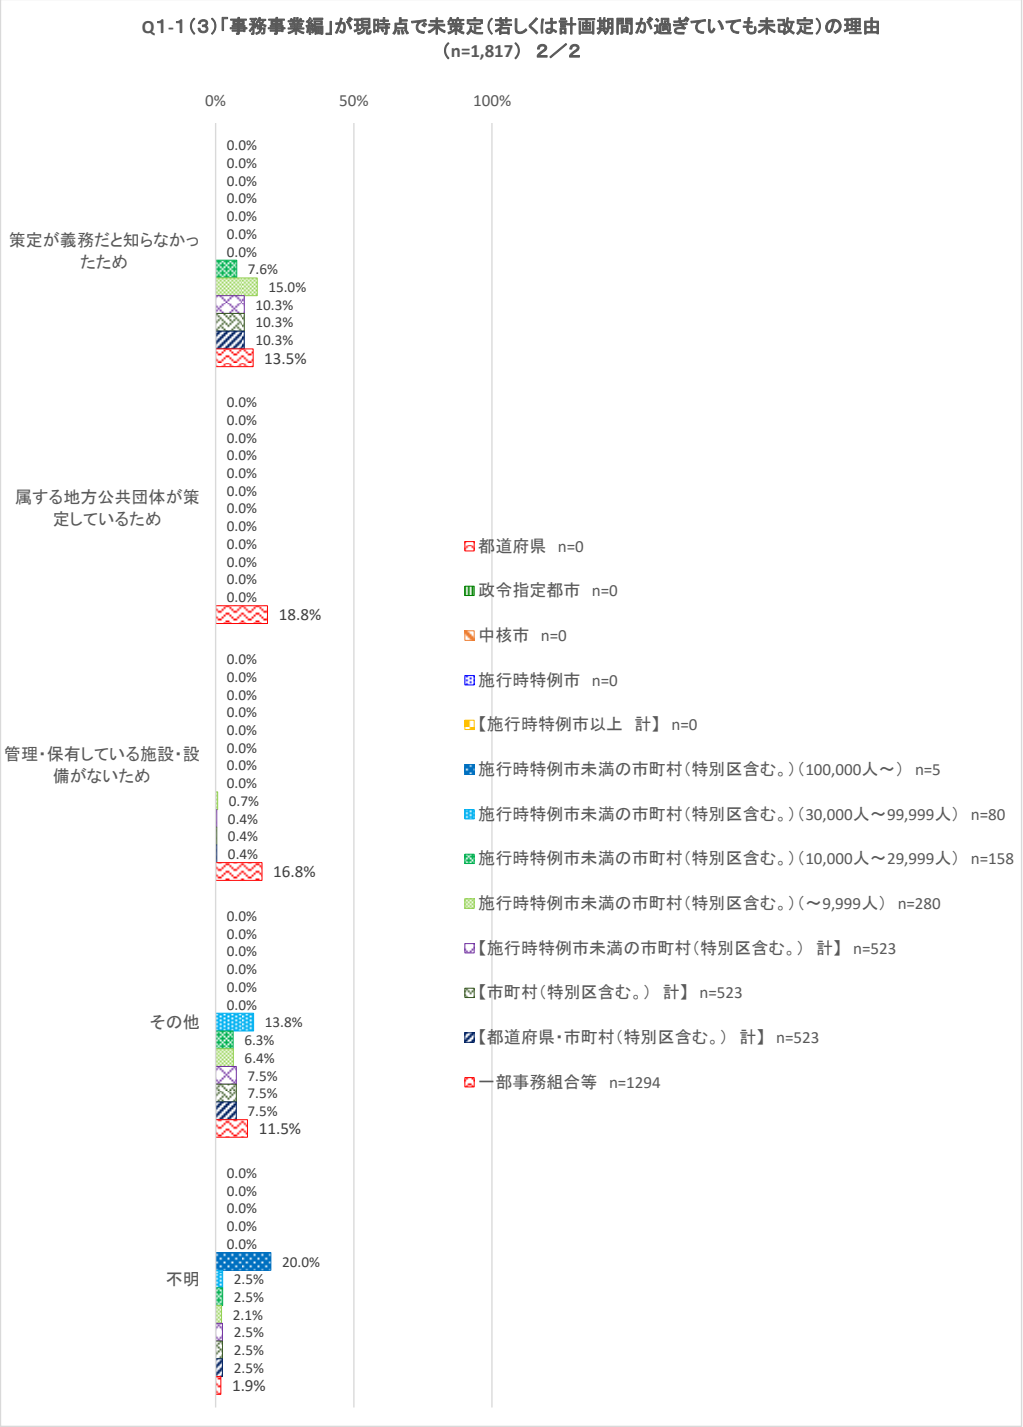 Q1-1(3)「事務事業編」が現時点で未策定(若しくは計画期間が過ぎていても未改定)の理由
(n=1,817) 2/2
0% 50% 100%
策定が義務だと知らなかっ
たため
0.0%
0.0%
0.0%
0.0%
0.0%
0.0%
0.0%
7.6%
15.0%
10.3%
10.3%
10.3%
13.5%
属する地方公共団体が策
定しているため
0.0%
0.0%
0.0%
0.0%
0.0%
0.0%
0.0%
0.0%
0.0%
0.0%
0.0%
0.0%
18.8%
管理・保有している施設・設
備がないため
0.0%
0.0%
0.0%
0.0%
0.0%
0.0%
0.0%
0.0%
0.7%
0.4%
0.4%
0.4%
16.8%
その他
0.0%
0.0%
0.0%
0.0%
0.0%
0.0%
13.8%
6.3%
6.4%
7.5%
7.5%
7.5%
11.5%
不明
0.0%
0.0%
0.0%
0.0%
0.0%
20.0%
2.5%
2.5%
2.1%
2.5%
2.5%
2.5%
1.9%
都道府県 n=0
政令指定都市 n=0
中核市 n=0
施行時特例市 n=0
【施行時特例市以上 計】 n=0
施行時特例市未満の市町村(特別区含む。)(100,000人~) n=5
施行時特例市未満の市町村(特別区含む。)(30,000人~99,999人) n=80
施行時特例市未満の市町村(特別区含む。)(10,000人~29,999人) n=158
施行時特例市未満の市町村(特別区含む。)(~9,999人) n=280
【施行時特例市未満の市町村(特別区含む。) 計】 n=523
【市町村(特別区含む。) 計】 n=523
【都道府県・市町村(特別区含む。) 計】 n=523
一部事務組合等 n=1294